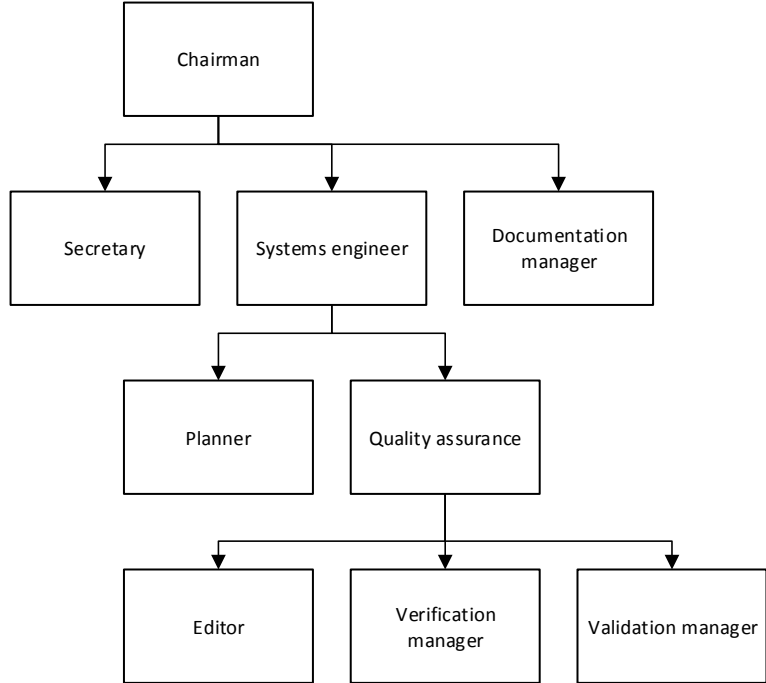 Chairman
Secretary
Systems engineer
Documentation
manager
Planner
Quality assurance
Editor
Verification
manager
Validation manager